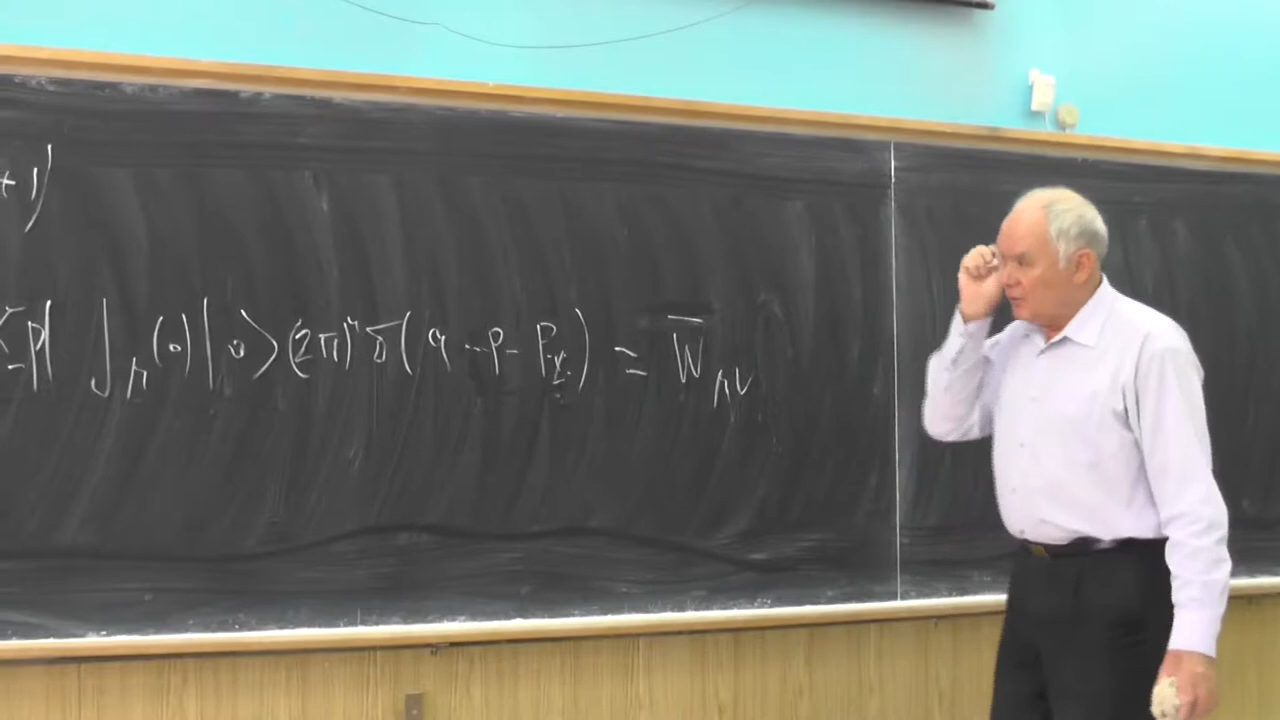 + 1)
<p| J_μ(0)|0>(2π)⁴ δ(q - p - p_x) = W̅_μν